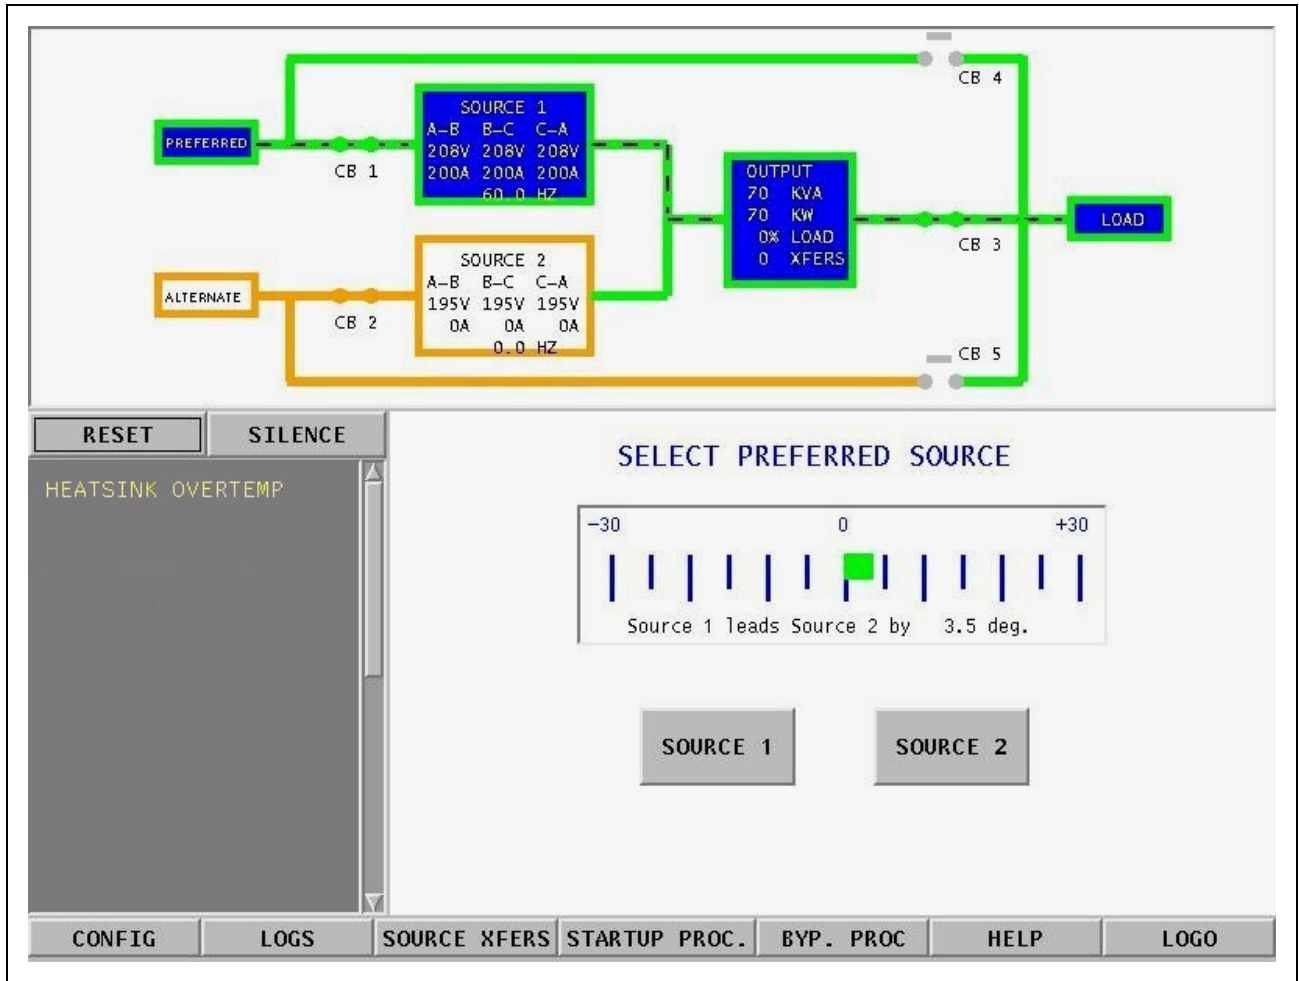 CB 4
SOURCE 1
A-B B-C C-A
208V 208V 208V
200A 200A 200A
60.0 HZ
PREFERRED
CB 1
OUTPUT
70 KVA
70 KW
0% LOAD
0 XFERS
LOAD
CB 3
SOURCE 2
A-B B-C C-A
195V 195V 195V
0A 0A 0A
0.0 HZ
ALTERNATE
CB 2
CB 5
RESET SILENCE
HEATSINK OVERTEMP
SELECT PREFERRED SOURCE
-30 0 +30
Source 1 leads Source 2 by 3.5 deg.
SOURCE 1 SOURCE 2
CONFIG LOGS SOURCE XFERS STARTUP PROC. BYP. PROC HELP LOGO